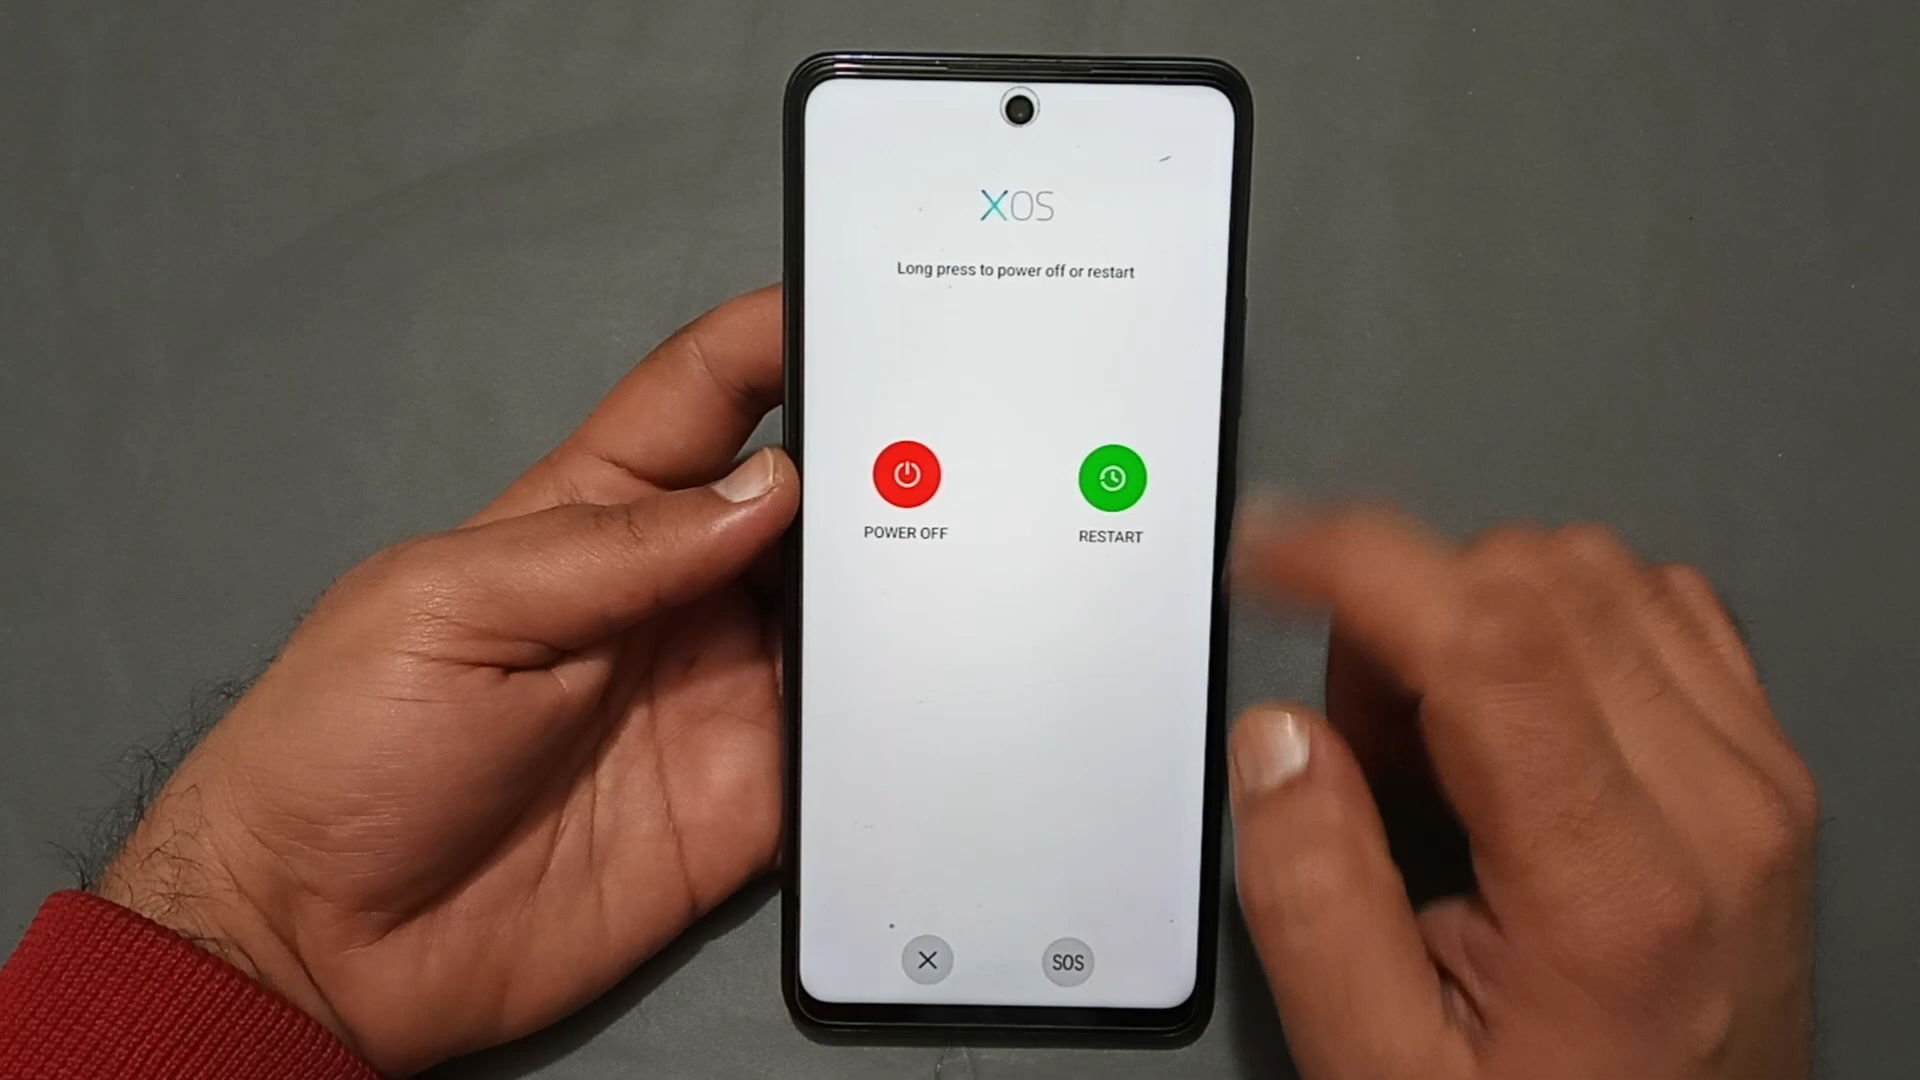 XOS
Long press to power off or restart
POWER OFF
RESTART
SOS